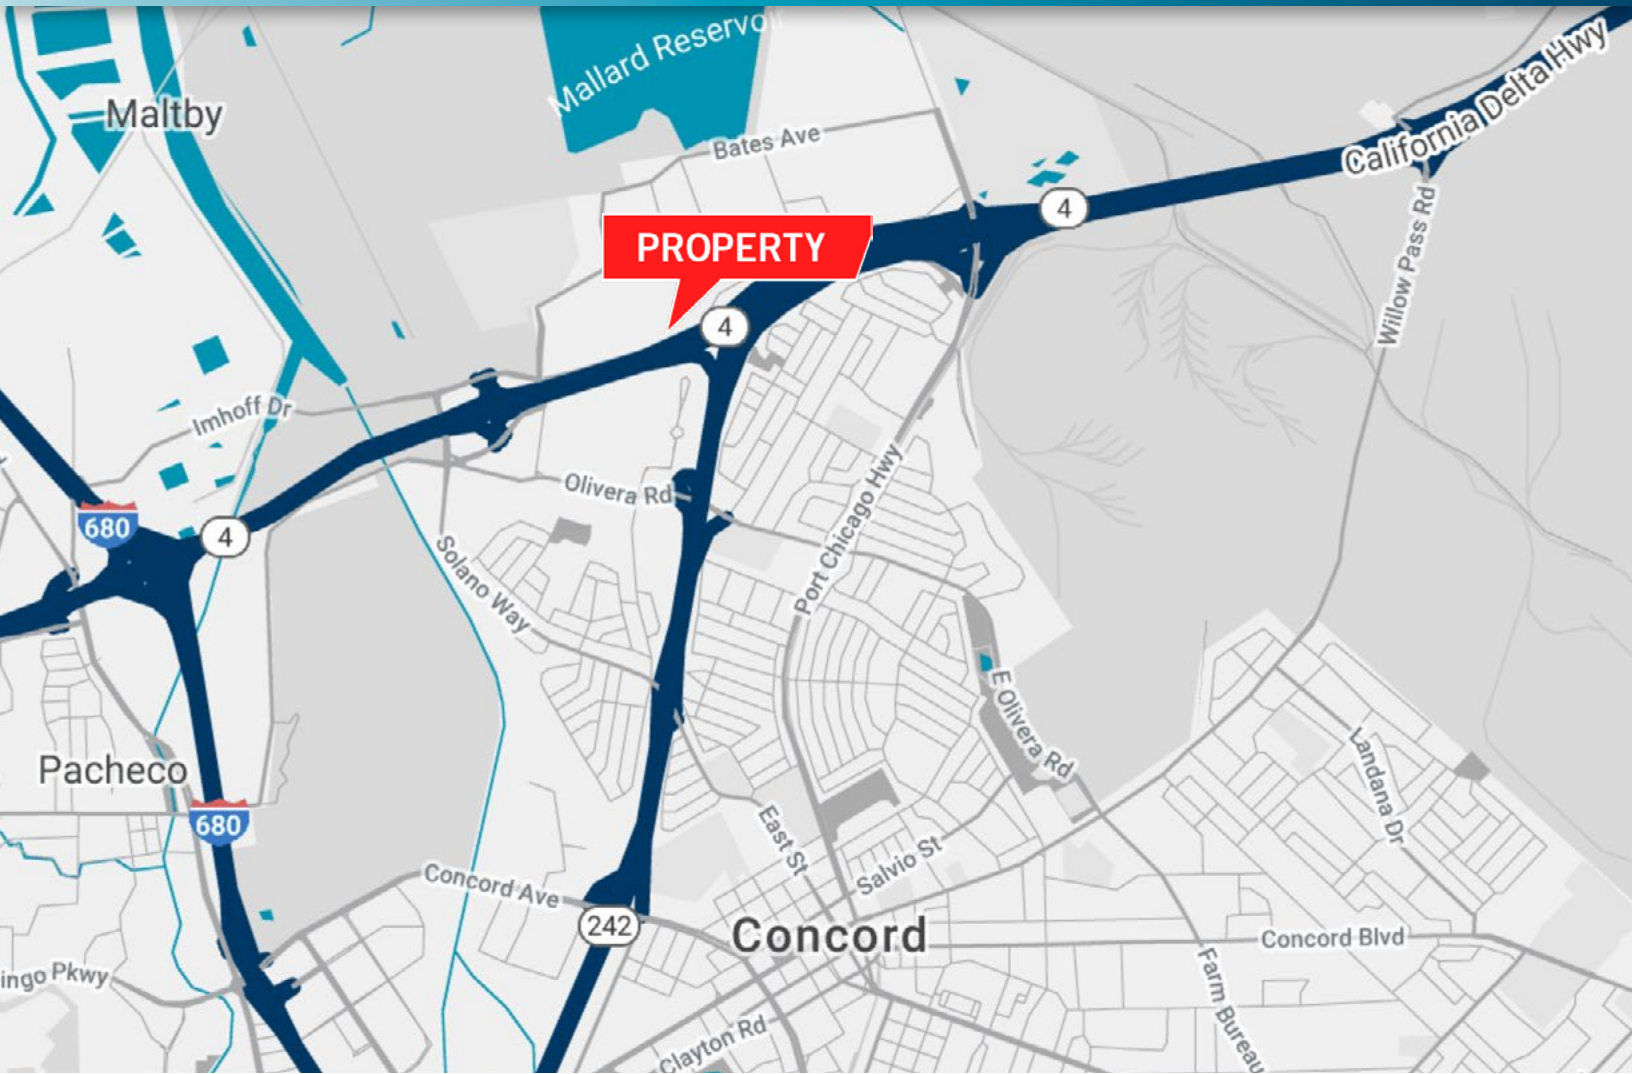 Mallard Reservoi
California Delta Hwy
Maltby
Bates Ave
4
Willow Pass Rd
PROPERTY
4
Imhoff Dr
Olivera Rd
Port Chicago Hwy
680
4
Solano Way
E Olivera Rd
Pacheco
Landana Dr
680
East St
Salvio St
Concord Ave
242
Concord
Concord Blvd
ingo Pkwy
Farm Bureau
Clayton Rd